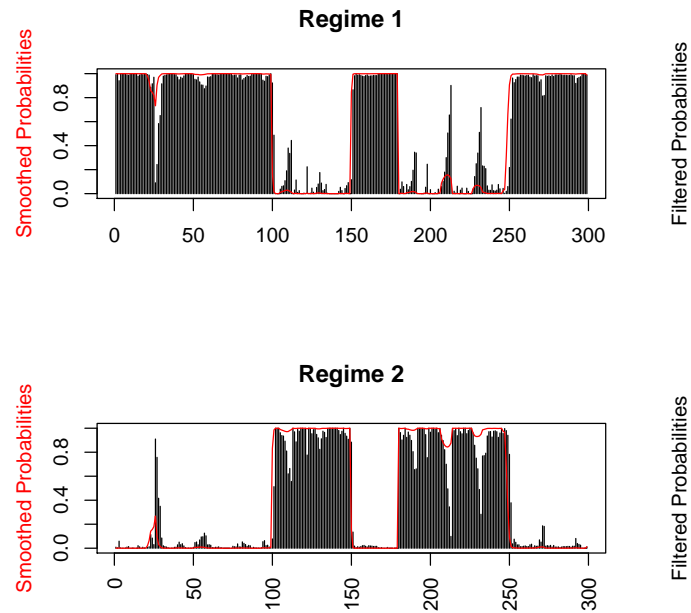 Regime 1
Smoothed Probabilities
Filtered Probabilities
0.0 0.4 0.8
0 50 100 150 200 250 300
Regime 2
Smoothed Probabilities
Filtered Probabilities
0.0 0.4 0.8
0 50 100 150 200 250 300